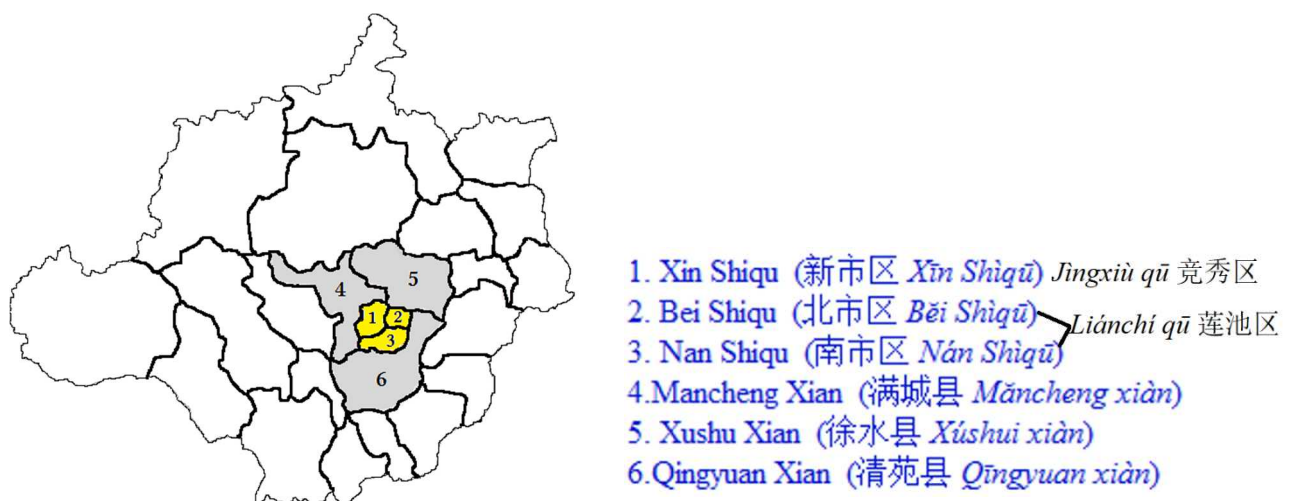 5
4
1
2
3
6
1. Xin Shiqu (新市区 Xīn Shìqū) Jìngxiù qū 竞秀区
2. Bei Shiqu (北市区 Běi Shìqū)
Liánchí qū 莲池区
3. Nan Shiqu (南市区 Nán Shìqū)
4.Mancheng Xian (满城县 Mǎncheng xiàn)
5. Xushu Xian (徐水县 Xúshui xiàn)
6.Qingyuan Xian (清苑县 Qīngyuan xiàn)